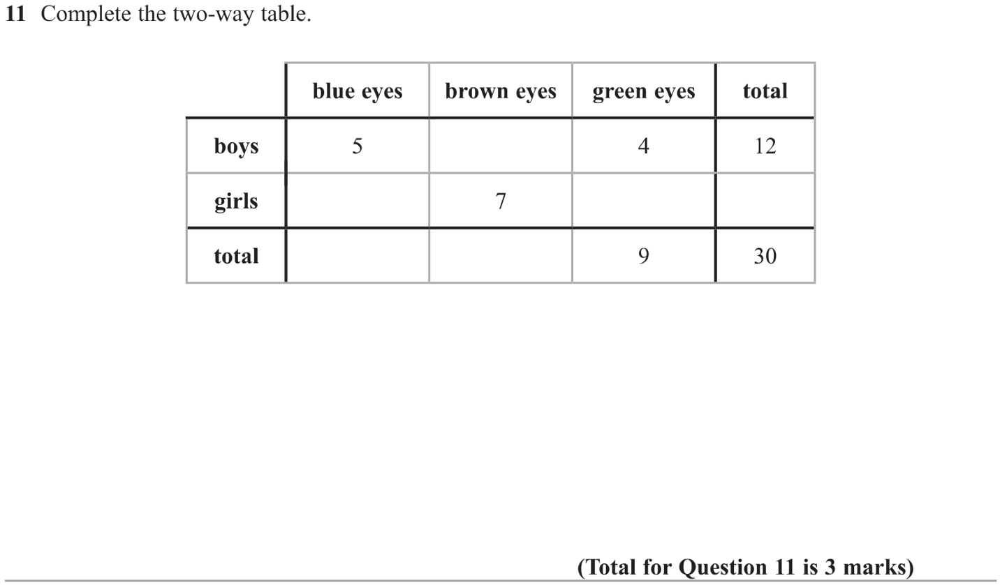 11 Complete the two-way table.
blue eyes brown eyes green eyes total
boys 5 4 12
girls 7
total 9 30
(Total for Question 11 is 3 marks)